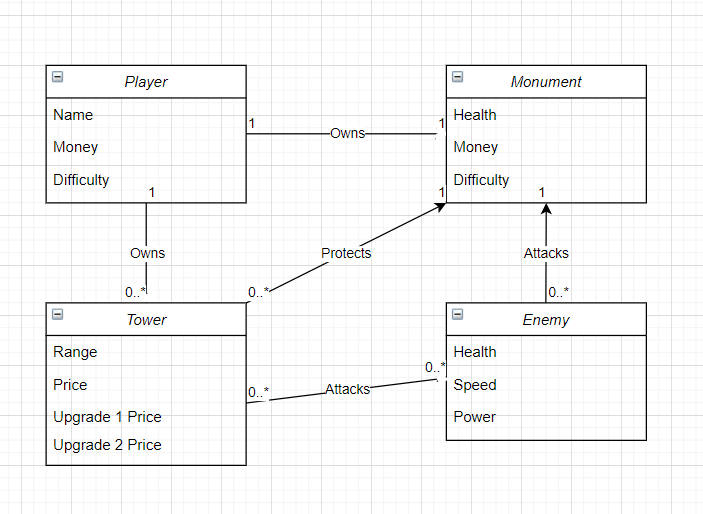 Player
Name
Money
Difficulty
1
Owns
1
Monument
Health
Money
Difficulty
1
1
1
Owns
Protects
Attacks
0..*
0..*
0..*
Tower
Range
Price
Upgrade 1 Price
Upgrade 2 Price
0..*
Attacks
0..*
Enemy
Health
Speed
Power